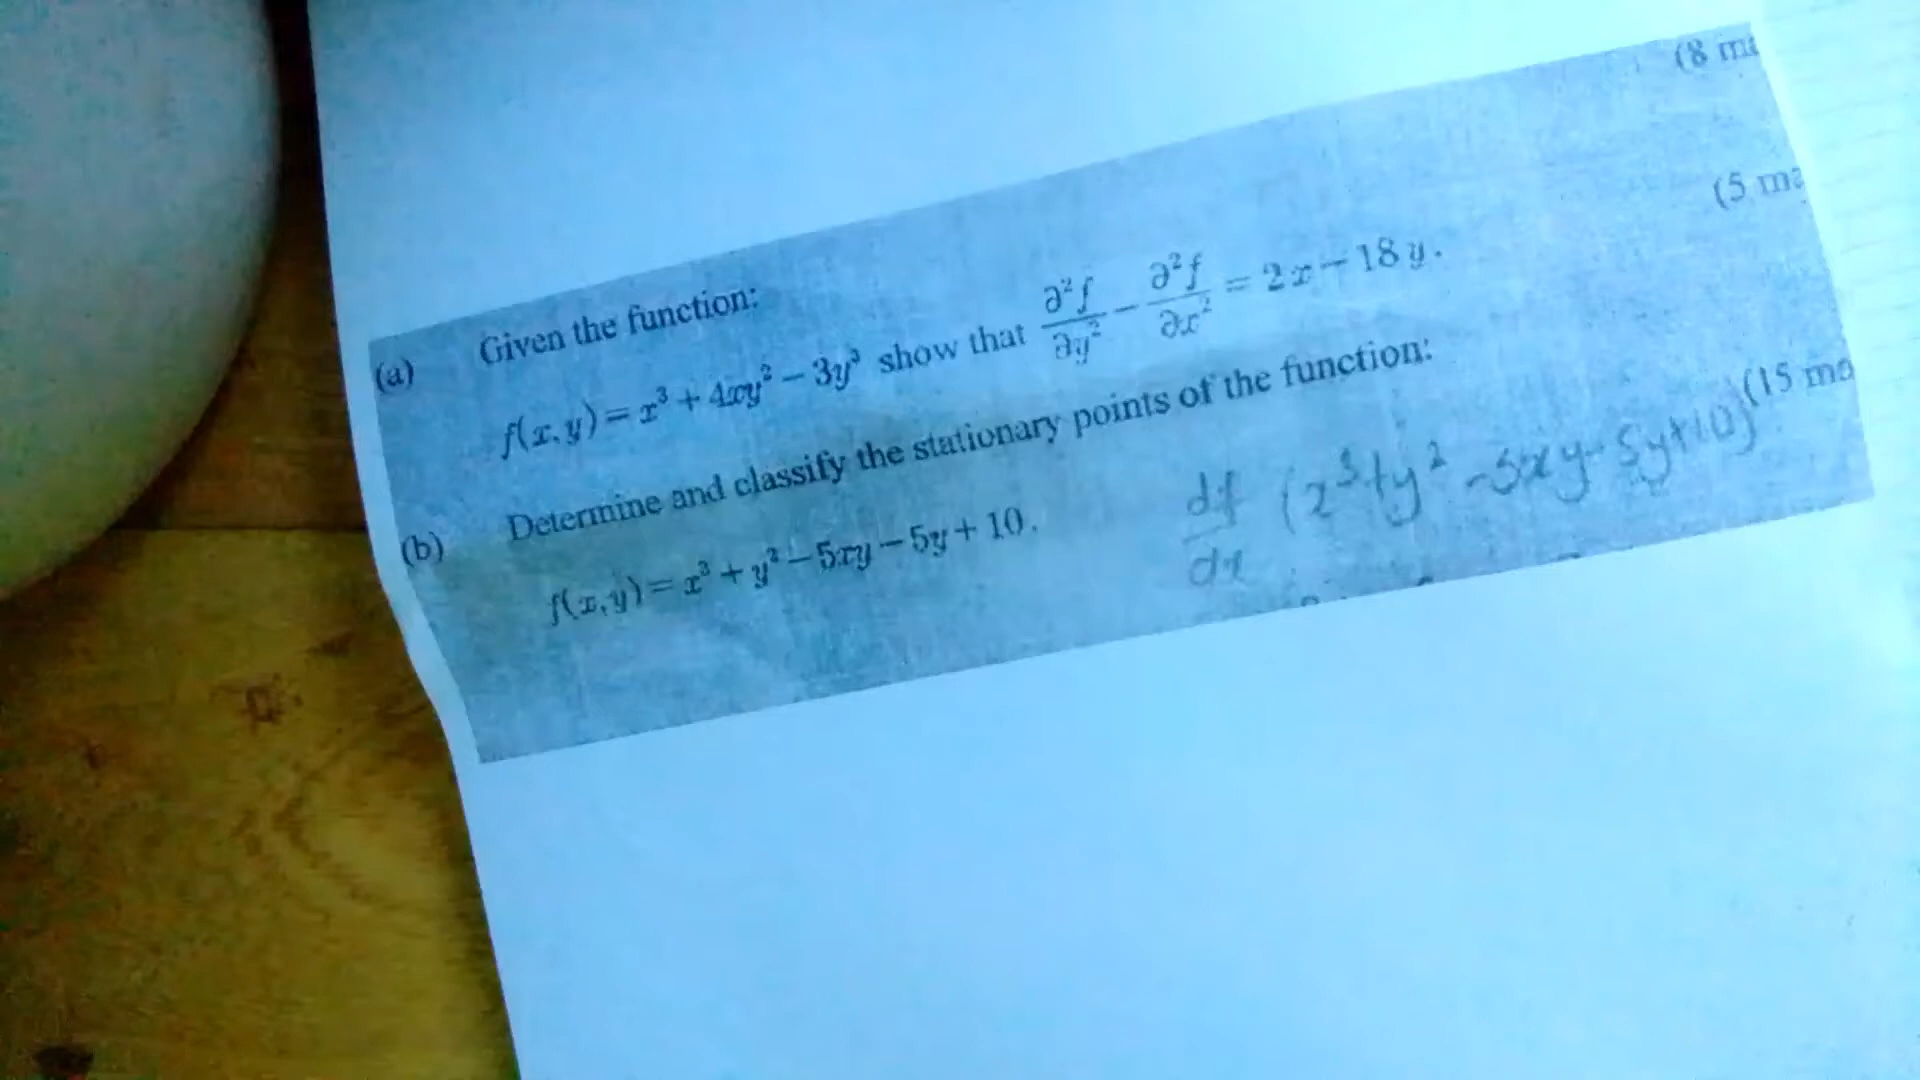 (8 ma
(5 ma
(a) Given the function:
f(x,y) = x³ + 4xy² − 3y³ show that ∂²f/∂y² − ∂²f/∂x² = 2x − 18y.
(b) Determine and classify the stationary points of the function:
(15 ma
f(x,y) = x³ + y² − 5xy − 5y + 10.
df/dx (x³+y² -5xy-5y+10)